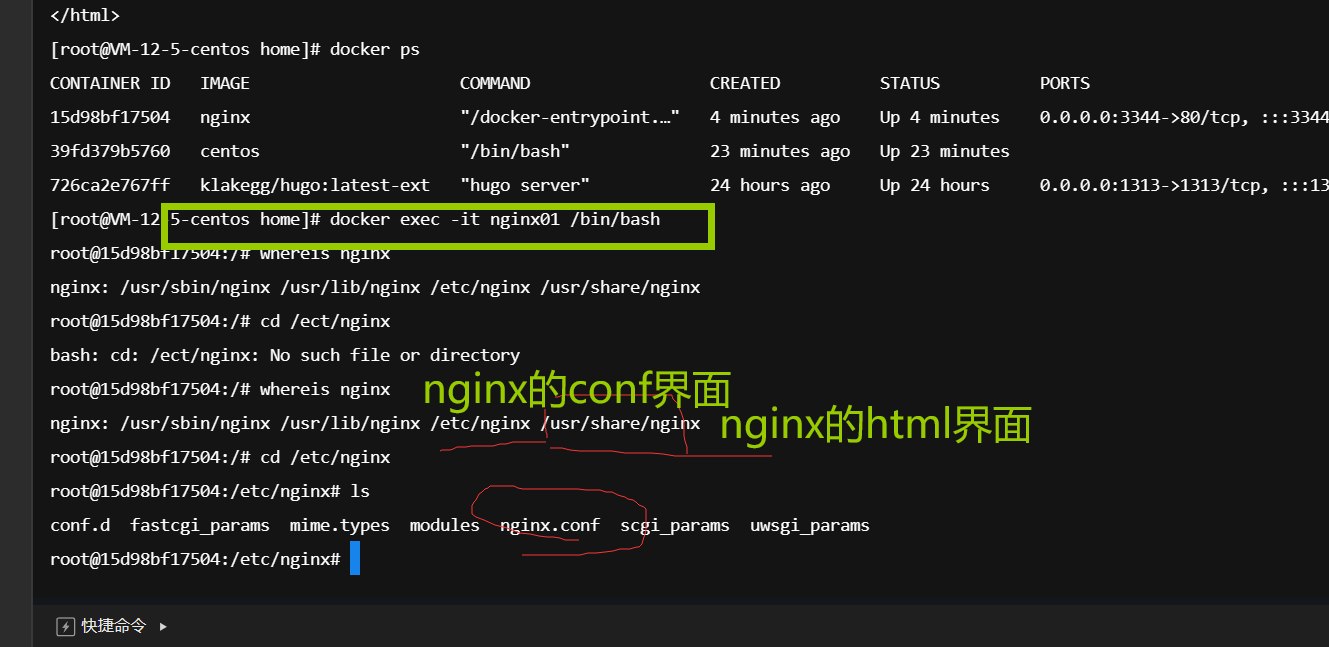 </html>
[root@VM-12-5-centos home]# docker ps
CONTAINER ID   IMAGE                     COMMAND                  CREATED          STATUS          PORTS
15d98bf17504   nginx                     "/docker-entrypoint.…"   4 minutes ago    Up 4 minutes    0.0.0.0:3344->80/tcp, :::3344
39fd379b5760   centos                    "/bin/bash"              23 minutes ago   Up 23 minutes
726ca2e767ff   klakegg/hugo:latest-ext   "hugo server"            24 hours ago     Up 24 hours     0.0.0.0:1313->1313/tcp, :::13
[root@VM-12-5-centos home]# docker exec -it nginx01 /bin/bash
root@15d98bf17504:/# whereis nginx
nginx: /usr/sbin/nginx /usr/lib/nginx /etc/nginx /usr/share/nginx
root@15d98bf17504:/# cd /ect/nginx
bash: cd: /ect/nginx: No such file or directory
root@15d98bf17504:/# whereis nginx
nginx的conf界面
nginx: /usr/sbin/nginx /usr/lib/nginx /etc/nginx /usr/share/nginx
nginx的html界面
root@15d98bf17504:/# cd /etc/nginx
root@15d98bf17504:/etc/nginx# ls
conf.d  fastcgi_params  mime.types  modules  nginx.conf  scgi_params  uwsgi_params
root@15d98bf17504:/etc/nginx#
快捷命令